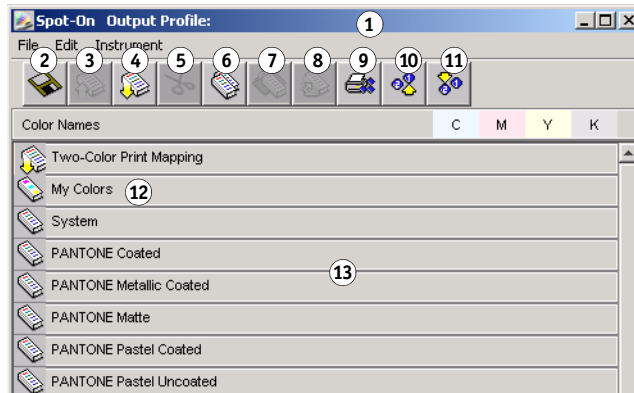 Spot-On Output Profile:
1
File Edit Instrument
2 3 4 5 6 7 8 9 10 11
Color Names C M Y K
Two-Color Print Mapping
My Colors 12
System
PANTONE Coated
13
PANTONE Metallic Coated
PANTONE Matte
PANTONE Pastel Coated
PANTONE Pastel Uncoated